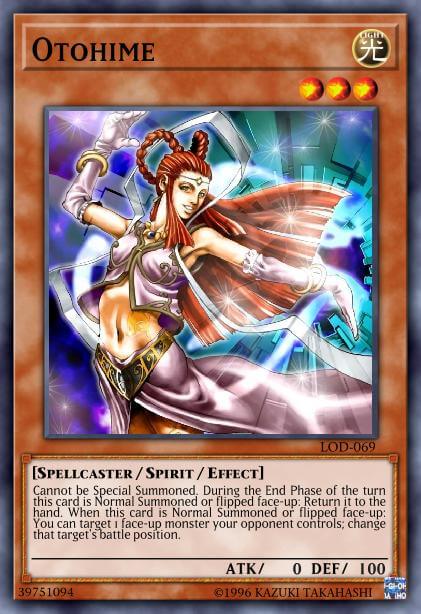 OTOHIME
LIGHT
光
LOD-069
[SPELLCASTER / SPIRIT / EFFECT]
Cannot be Special Summoned. During the End Phase of the turn
this card is Normal Summoned or flipped face-up: Return it to the
hand. When this card is Normal Summoned or flipped face-up:
You can target 1 face-up monster your opponent controls; change
that target's battle position.
ATK/ 0 DEF/ 100
39751094
©1996 KAZUKI TAKAHASHI